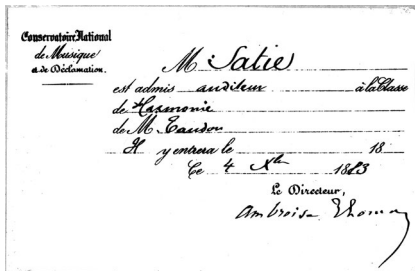 Conservatoire National
de Musique
et de Déclamation.
M. Satie
est admis auditeur à la Classe
de Harmonie
de M. Taudou
Il y entrera le 18
Ce 4 Xbre 1883
Le Directeur,
Ambroise Thomas